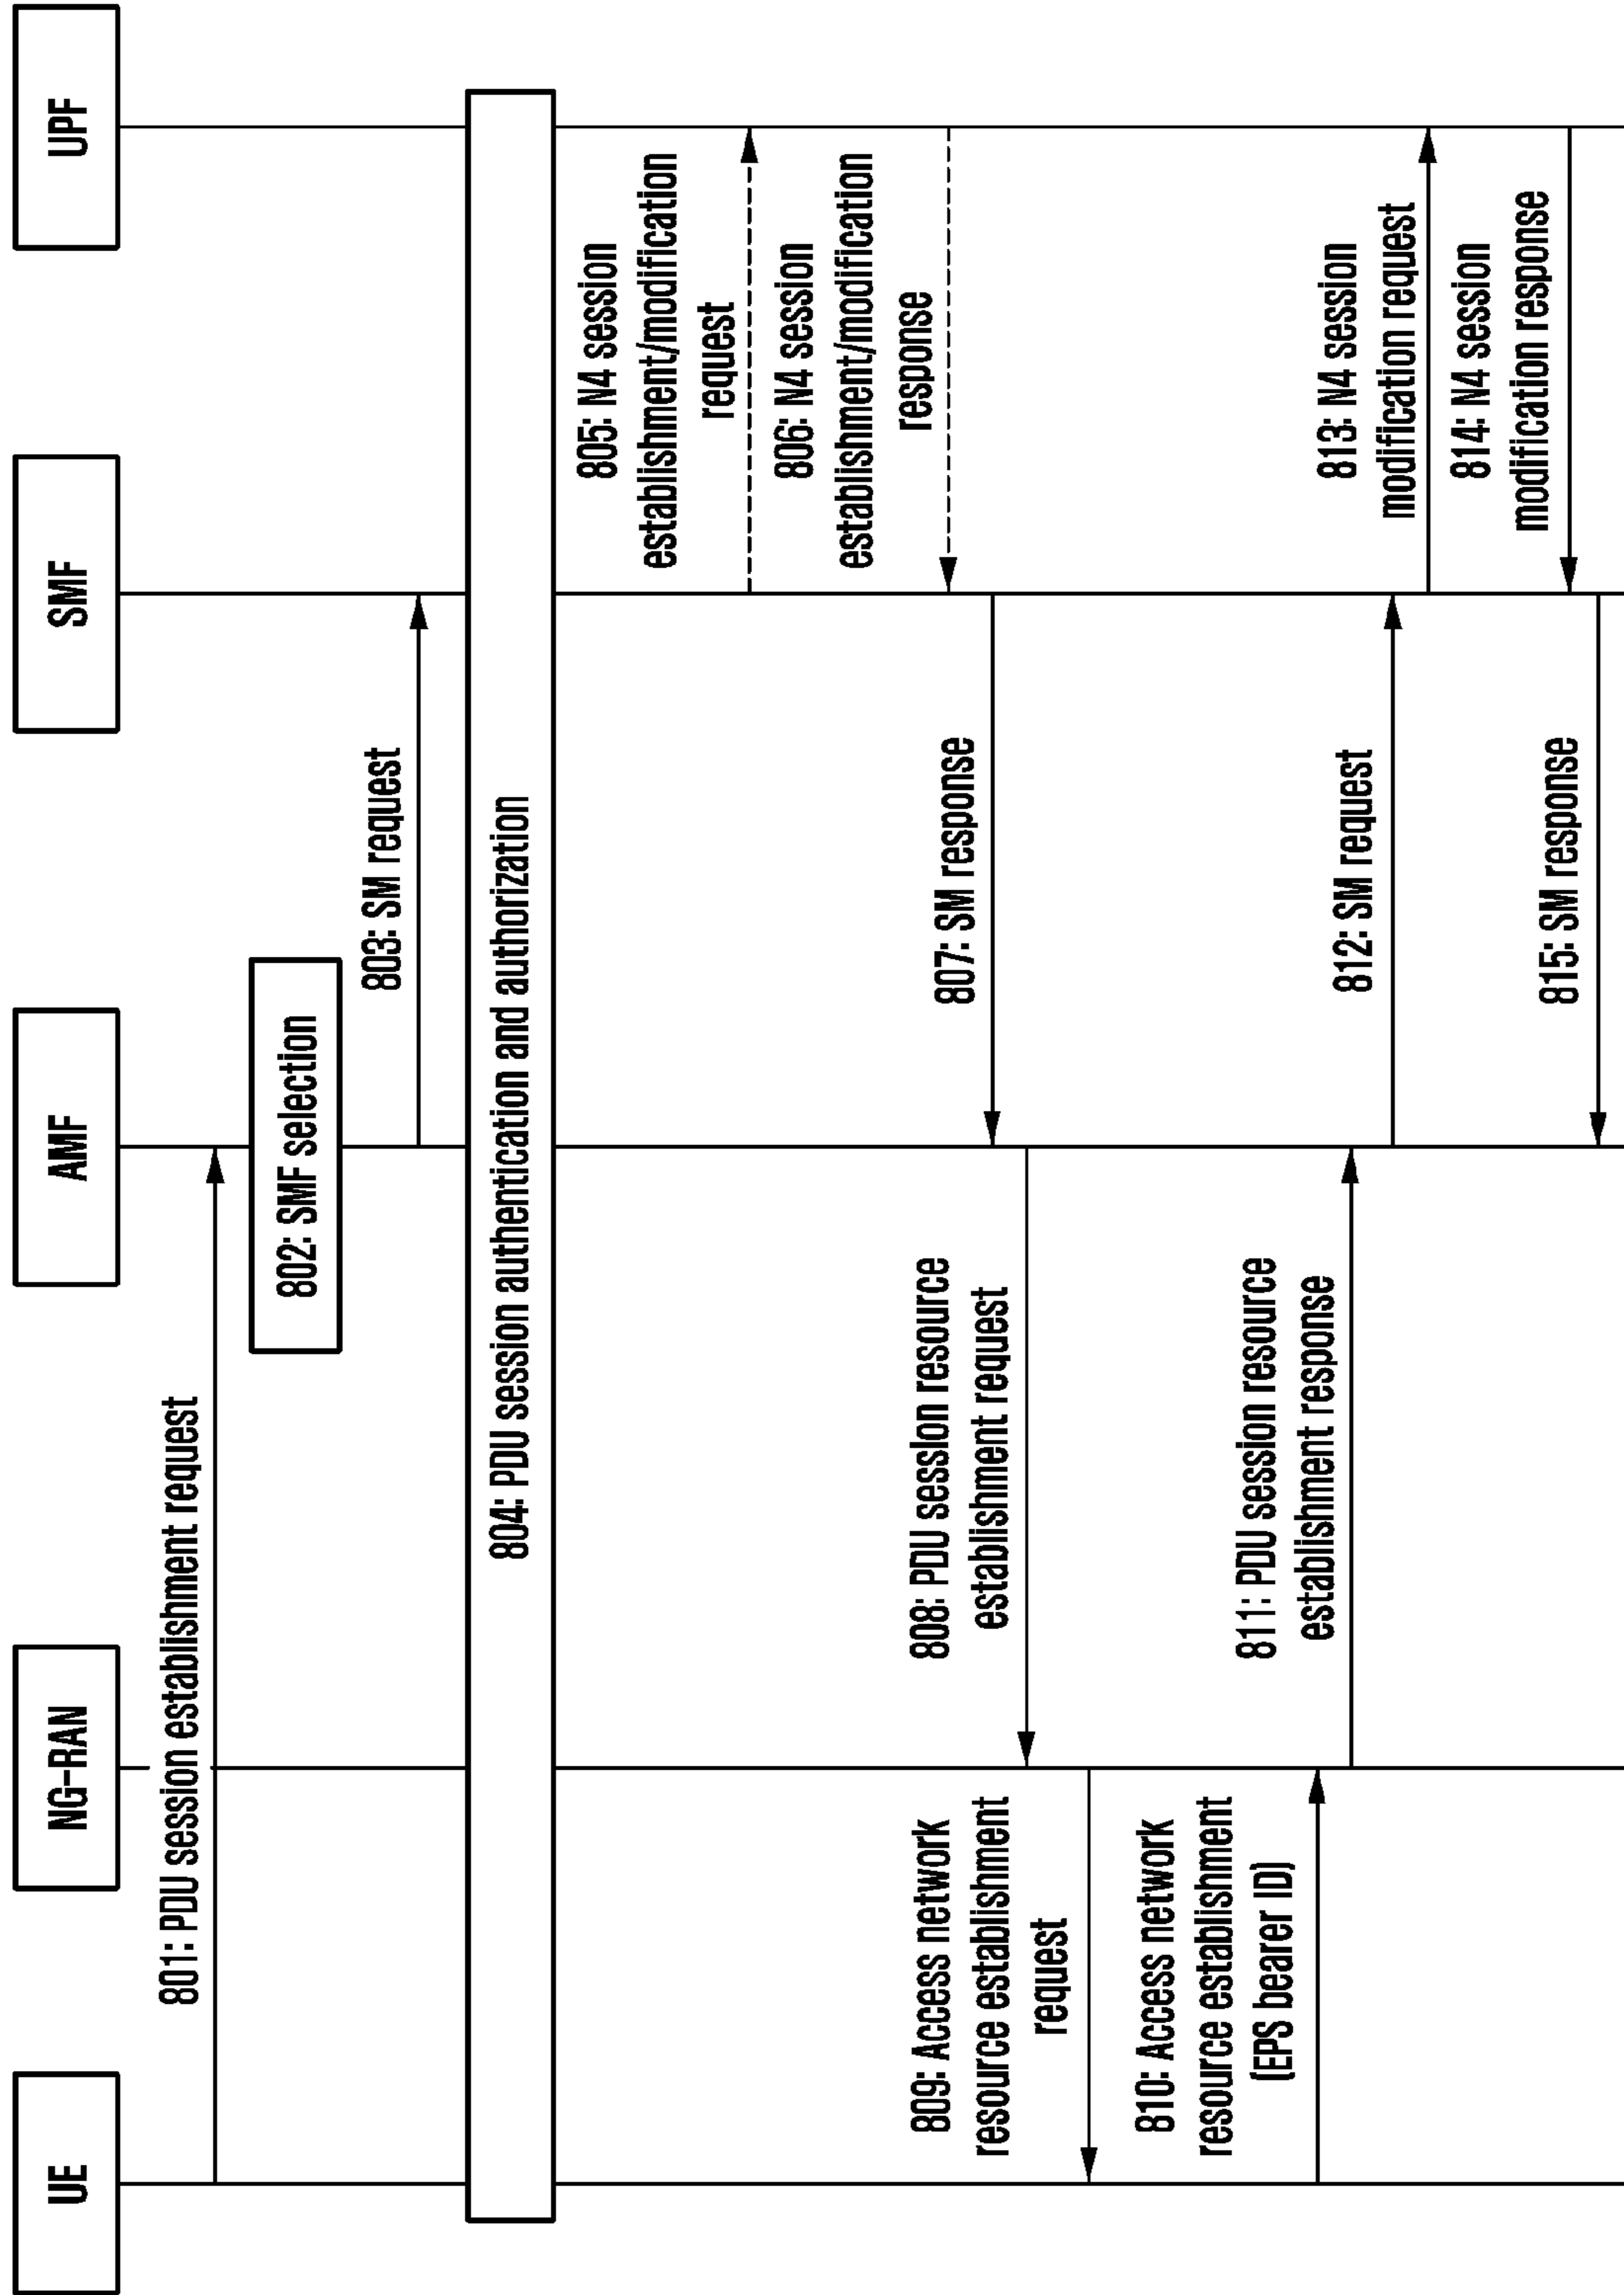 UE
NG-RAN
AMF
SMF
UPF
801: PDU session establishment request
802: SMF selection
803: SM request
804: PDU session authentication and authorization
805: N4 session
establishment/modification
request
806: N4 session
establishment/modification
response
807: SM response
808: PDU session resource
establishment request
809: Access network
resource establishment
request
810: Access network
resource establishment
(EPS bearer ID)
811: PDU session resource
establishment response
812: SM request
813: N4 session
modification request
814: N4 session
modification response
815: SM response